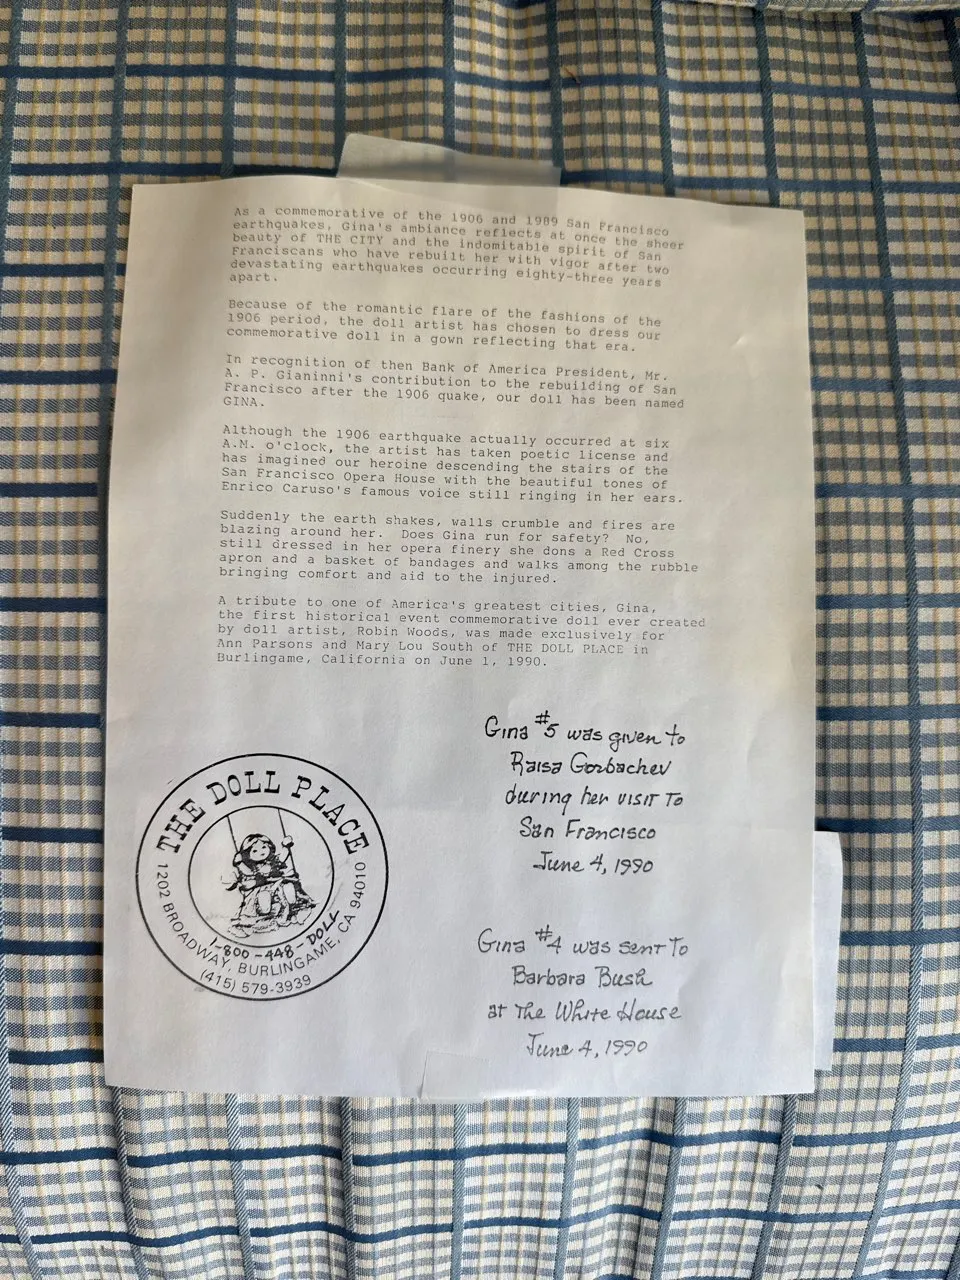 As a commemorative of the 1906 and 1989 San Francisco
earthquakes, Gina's ambiance reflects at once the sheer
beauty of THE CITY and the indomitable spirit of San
Franciscans who have rebuilt her with vigor after two
devastating earthquakes occurring eighty-three years
apart.
Because of the romantic flare of the fashions of the
1906 period, the doll artist has chosen to dress our
commemorative doll in a gown reflecting that era.
In recognition of then Bank of America President, Mr.
A. P. Gianinni's contribution to the rebuilding of San
Francisco after the 1906 quake, our doll has been named
GINA.
Although the 1906 earthquake actually occurred at six
A.M. o'clock, the artist has taken poetic license and
has imagined our heroine descending the stairs of the
San Francisco Opera House with the beautiful tones of
Enrico Caruso's famous voice still ringing in her ears.
Suddenly the earth shakes, walls crumble and fires are
blazing around her. Does Gina run for safety? No,
still dressed in her opera finery she dons a Red Cross
apron and a basket of bandages and walks among the rubble
bringing comfort and aid to the injured.
A tribute to one of America's greatest cities, Gina,
the first historical event commemorative doll ever created
by doll artist, Robin Woods, was made exclusively for
Ann Parsons and Mary Lou South of THE DOLL PLACE in
Burlingame, California on June 1, 1990.
Gina #5 was given to
Raisa Gorbachev
during her visit to
San Francisco
June 4, 1990
THE DOLL PLACE
1-800-448-DOLL
1202 BROADWAY, BURLINGAME, CA 94010
(415) 579-3939
Gina #4 was sent to
Barbara Bush
at The White House
June 4, 1990